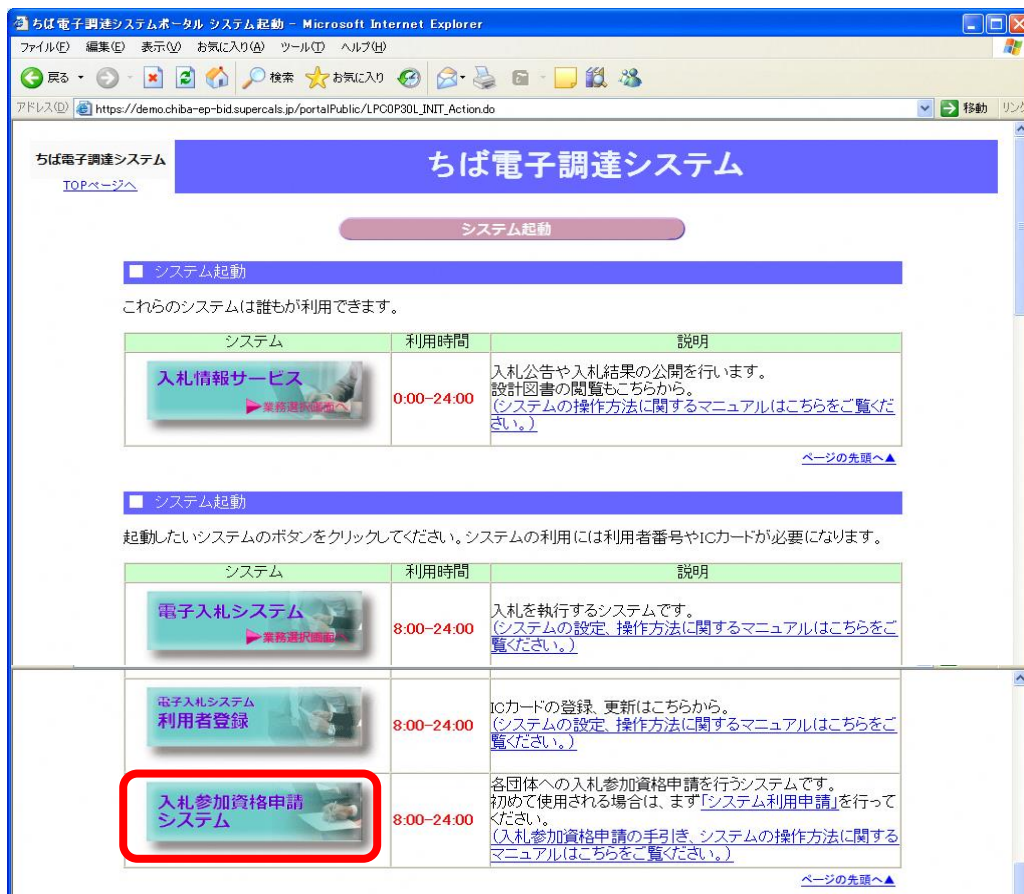 ちば電子調達システムポータル システム起動 - Microsoft Internet Explorer
ファイル(F) 編集(E) 表示(V) お気に入り(A) ツール(T) ヘルプ(H)
戻る 検索 お気に入り
アドレス(D) https://demo.chiba-ep-bid.supercals.jp/portalPublic/LPC0P30L_INIT_Action.do 移動 リンク
ちば電子調達システム
TOPページへ
ちば電子調達システム
システム起動
■ システム起動
これらのシステムは誰もが利用できます。
システム 利用時間 説明
入札情報サービス
▶業務選択画面へ
0:00-24:00
入札公告や入札結果の公開を行います。
設計図書の閲覧もこちらから。
(システムの操作方法に関するマニュアルはこちらをご覧くだ
さい。)
ページの先頭へ▲
■ システム起動
起動したいシステムのボタンをクリックしてください。システムの利用には利用者番号やICカードが必要になります。
システム 利用時間 説明
電子入札システム
▶業務選択画面へ
8:00-24:00
入札を執行するシステムです。
(システムの設定、操作方法に関するマニュアルはこちらをご
覧ください。)
電子入札システム
利用者登録
8:00-24:00
ICカードの登録、更新はこちらから。
(システムの設定、操作方法に関するマニュアルはこちらをご
覧ください。)
入札参加資格申請
システム
8:00-24:00
各団体への入札参加資格申請を行うシステムです。
初めて使用される場合は、まず「システム利用申請」を行って
ください。
(入札参加資格申請の手引き、システムの操作方法に関する
マニュアルはこちらをご覧ください。)
ページの先頭へ▲